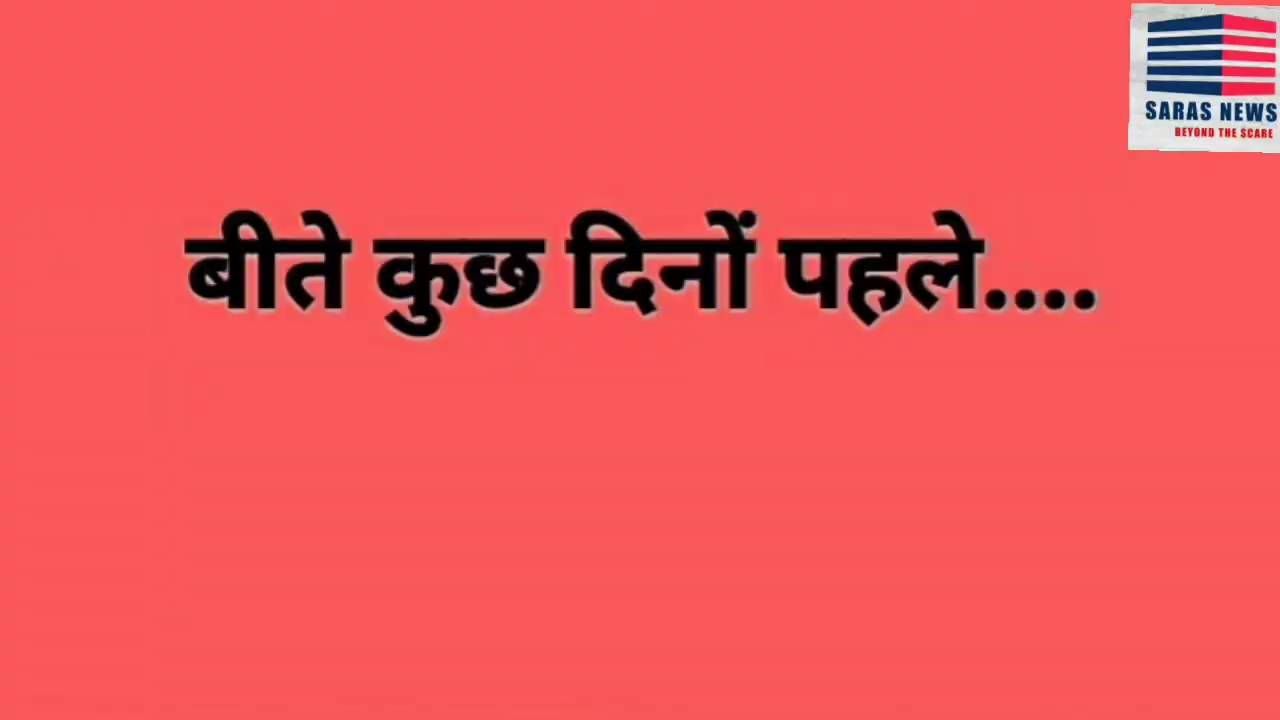 SARAS NEWS
BEYOND THE SCARE
बीते कुछ दिनों पहले....